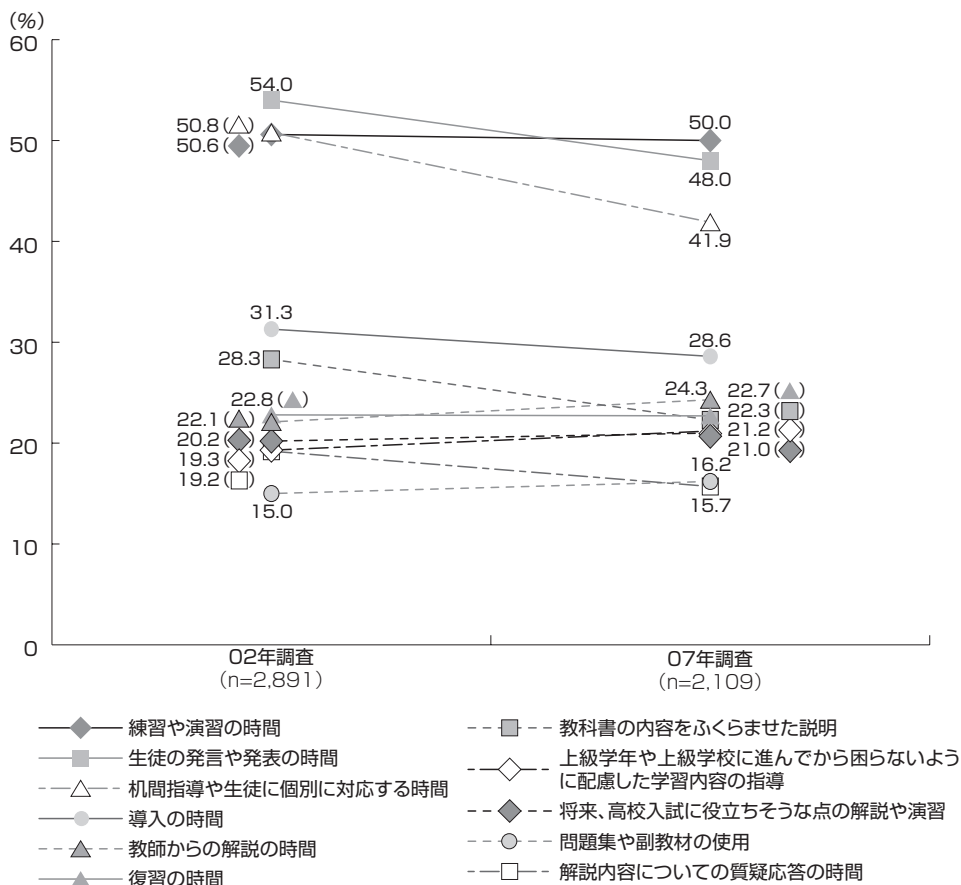 (%)
60
50
40
30
20
10
0
54.0
50.8(△)
50.6(◆)
31.3
28.3
22.8(▲)
22.1(▲)
20.2(◆)
19.3(◇)
19.2(□)
15.0
50.0
48.0
41.9
28.6
24.3
22.7(▲)
22.3(■)
21.2(◇)
21.0(◆)
16.2
15.7
02年調査
(n=2,891)
07年調査
(n=2,109)
練習や演習の時間
生徒の発言や発表の時間
机間指導や生徒に個別に対応する時間
導入の時間
教師からの解説の時間
復習の時間
教科書の内容をふくらませた説明
上級学年や上級学校に進んでから困らないよう
に配慮した学習内容の指導
将来、高校入試に役立ちそうな点の解説や演習
問題集や副教材の使用
解説内容についての質疑応答の時間